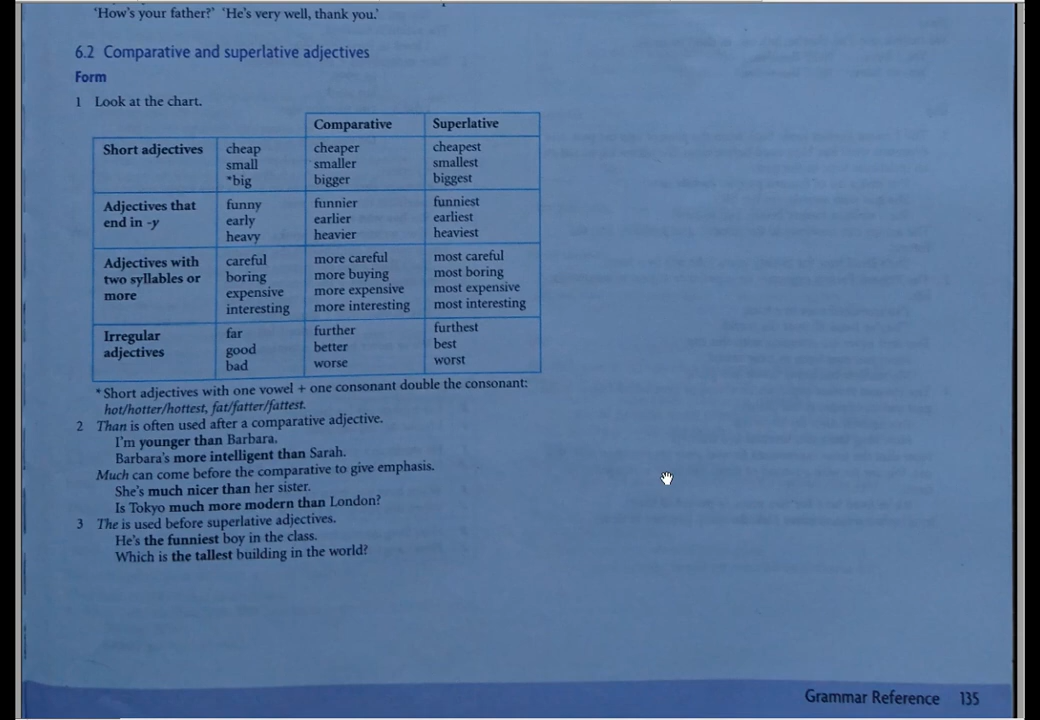 'How's your father?' 'He's very well, thank you.'
6.2 Comparative and superlative adjectives
Form
1 Look at the chart.
Comparative Superlative
Short adjectives cheap cheaper cheapest
small smaller smallest
*big bigger biggest
Adjectives that funny funnier funniest
end in -y early earlier earliest
heavy heavier heaviest
Adjectives with careful more careful most careful
two syllables or boring more buying most boring
more expensive more expensive most expensive
interesting more interesting most interesting
Irregular far further furthest
adjectives good better best
bad worse worst
* Short adjectives with one vowel + one consonant double the consonant:
hot/hotter/hottest, fat/fatter/fattest.
2 Than is often used after a comparative adjective.
I'm younger than Barbara.
Barbara's more intelligent than Sarah.
Much can come before the comparative to give emphasis.
She's much nicer than her sister.
Is Tokyo much more modern than London?
3 The is used before superlative adjectives.
He's the funniest boy in the class.
Which is the tallest building in the world?
Grammar Reference 135